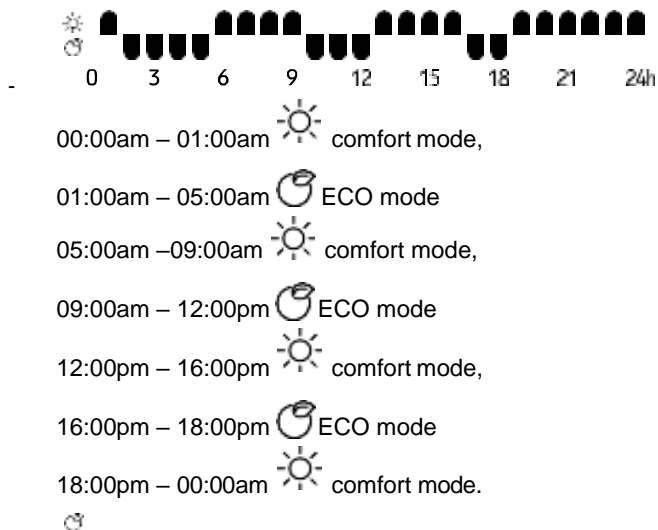 0 3 6 9 12 15 18 21 24h
-
00:00am – 01:00am comfort mode,
01:00am – 05:00am ECO mode
05:00am –09:00am comfort mode,
09:00am – 12:00pm ECO mode
12:00pm – 16:00pm comfort mode,
16:00pm – 18:00pm ECO mode
18:00pm – 00:00am comfort mode.